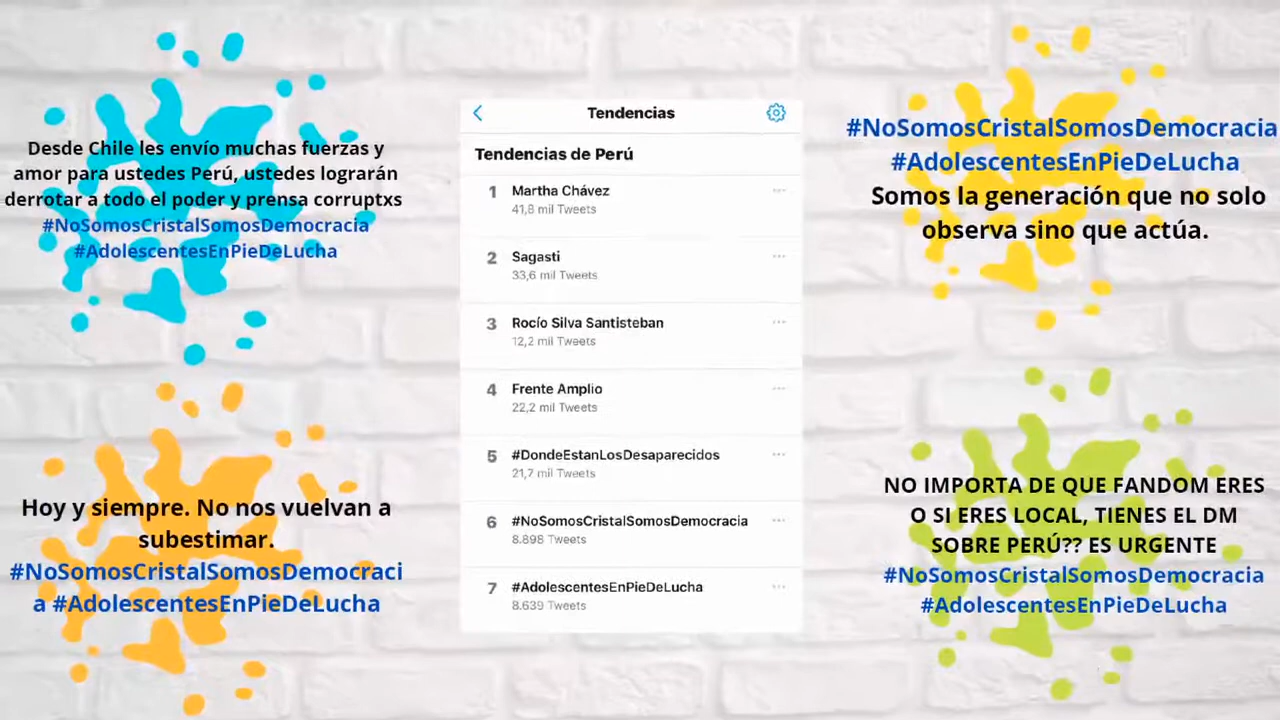 Desde Chile les envío muchas fuerzas y
amor para ustedes Perú, ustedes lograrán
derrotar a todo el poder y prensa corruptxs
#NoSomosCristalSomosDemocracia
#AdolescentesEnPieDeLucha
Hoy y siempre. No nos vuelvan a
subestimar.
#NoSomosCristalSomosDemocraci
a #AdolescentesEnPieDeLucha
Tendencias
Tendencias de Perú
1 Martha Chávez
41,8 mil Tweets
2 Sagasti
33,6 mil Tweets
3 Rocío Silva Santisteban
12,2 mil Tweets
4 Frente Amplio
22,2 mil Tweets
5 #DondeEstanLosDesaparecidos
21,7 mil Tweets
6 #NoSomosCristalSomosDemocracia
8.898 Tweets
7 #AdolescentesEnPieDeLucha
8.639 Tweets
#NoSomosCristalSomosDemocracia
#AdolescentesEnPieDeLucha
Somos la generación que no solo
observa sino que actúa.
NO IMPORTA DE QUE FANDOM ERES
O SI ERES LOCAL, TIENES EL DM
SOBRE PERÚ?? ES URGENTE
#NoSomosCristalSomosDemocracia
#AdolescentesEnPieDeLucha